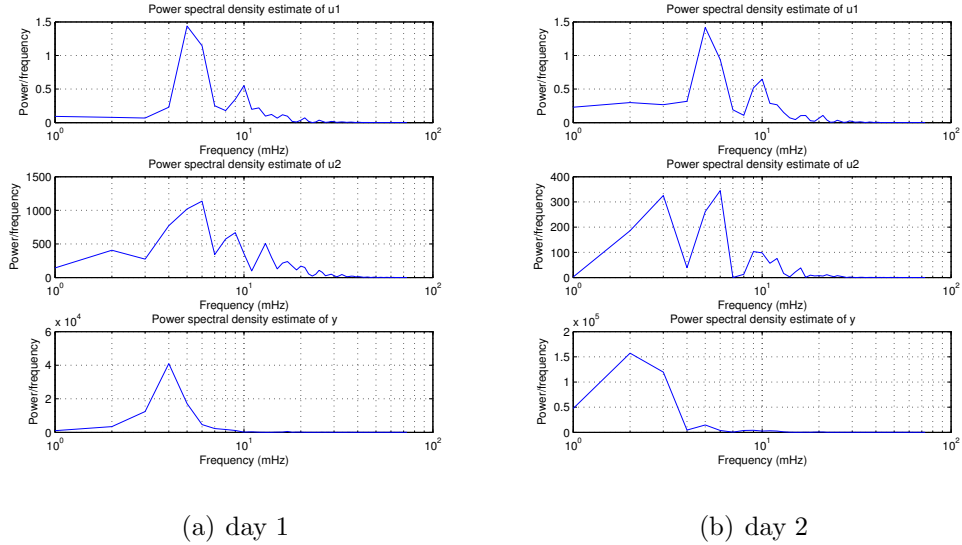 Power spectral density estimate of u1
Power/frequency
1.5
1
0.5
0
10^0
10^1
10^2
Frequency (mHz)
Power spectral density estimate of u2
Power/frequency
1500
1000
500
0
10^0
10^1
10^2
Frequency (mHz)
Power spectral density estimate of y
x 10^4
Power/frequency
6
4
2
0
10^0
10^1
10^2
Frequency (mHz)
(a) day 1
Power spectral density estimate of u1
Power/frequency
1.5
1
0.5
0
10^0
10^1
10^2
Frequency (mHz)
Power spectral density estimate of u2
Power/frequency
400
300
200
100
0
10^0
10^1
10^2
Frequency (mHz)
Power spectral density estimate of y
x 10^5
Power/frequency
2
1.5
1
0.5
0
10^0
10^1
10^2
Frequency (mHz)
(b) day 2